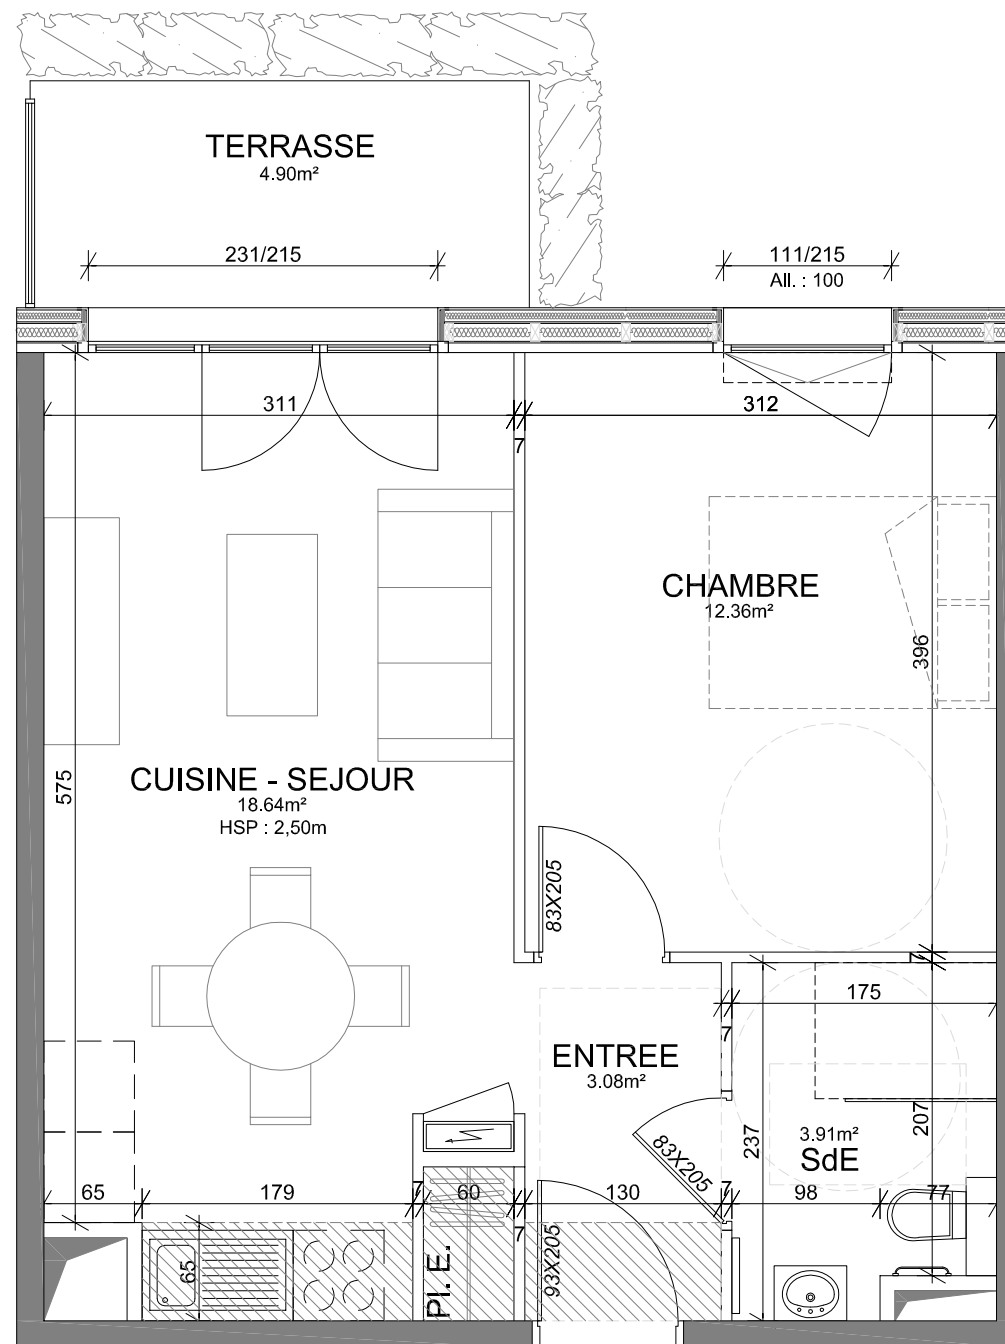 TERRASSE
4.90m²
231/215
111/215
All. : 100
311
7
312
CHAMBRE
12.36m²
396
575
CUISINE - SEJOUR
18.64m²
HSP : 2,50m
83X205
7
175
7
ENTREE
3.08m²
207
237
83X205
3.91m²
SdE
65
179
7
60
7
130
7
98
77
65
PI. E.
93X205